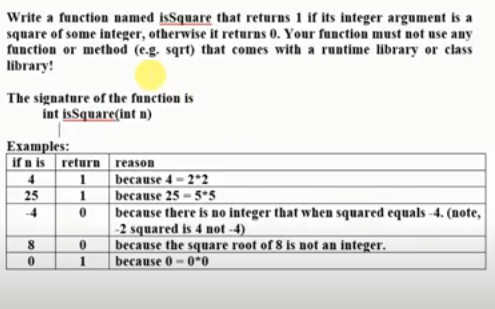 Write a function named isSquare that returns 1 if its integer argument is a
square of some integer, otherwise it returns 0. Your function must not use any
function or method (e.g. sqrt) that comes with a runtime library or class
library!
The signature of the function is
int isSquare(int n)
Examples:
if n is return reason
4 1 because 4 = 2*2
25 1 because 25 = 5*5
-4 0 because there is no integer that when squared equals -4. (note,
-2 squared is 4 not -4)
8 0 because the square root of 8 is not an integer.
0 1 because 0 = 0*0